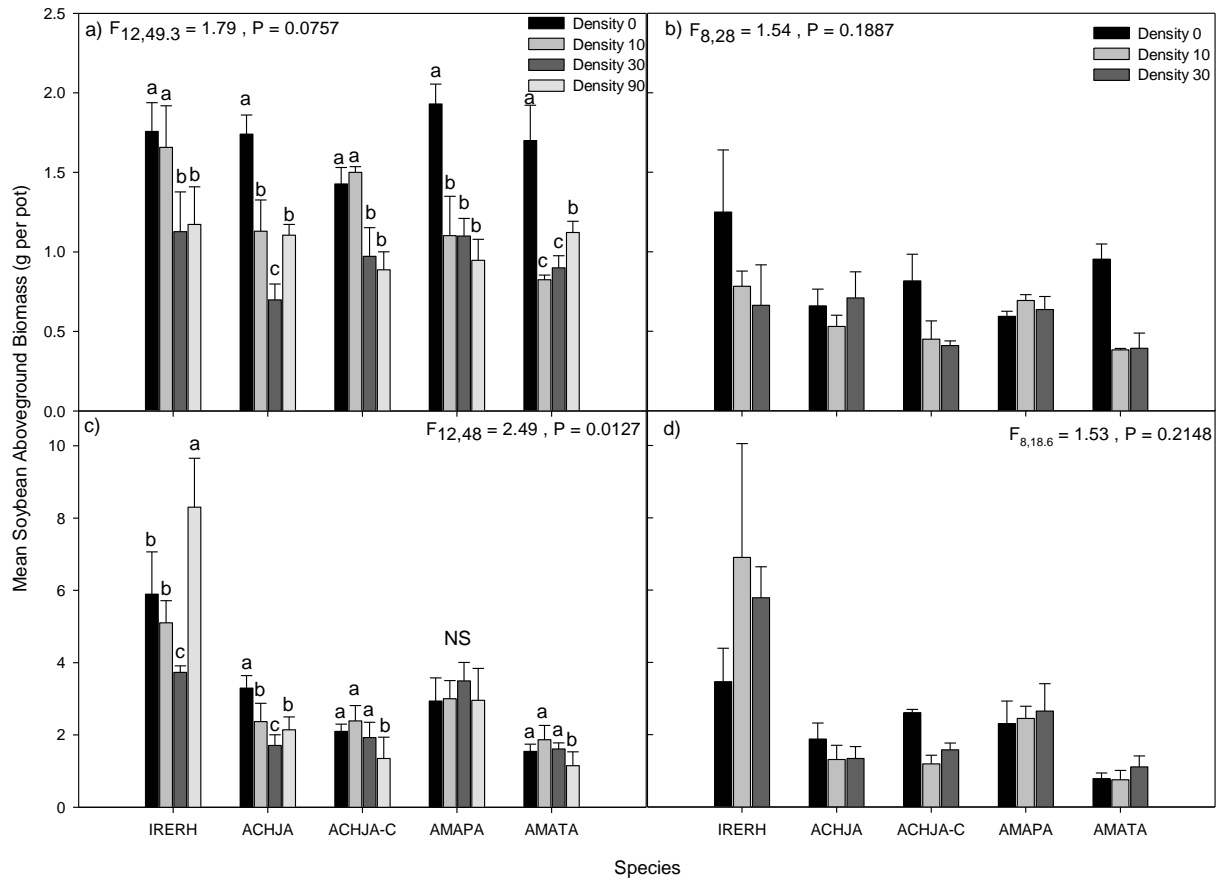 Mean Soybean Aboveground Biomass (g per pot)
a) F12,49.3 = 1.79 , P = 0.0757
Density 0
Density 10
Density 30
Density 90
2.5
2.0
1.5
1.0
0.5
0.0
a a b b
a b c b
a a b b
a b b b
a c c b
b) F8,28 = 1.54 , P = 0.1887
Density 0
Density 10
Density 30
c) F12,48 = 2.49 , P = 0.0127
10
8
6
4
2
0
b b c a
a b c b
a a a b
NS
a a a b
d) F8,18.6 = 1.53 , P = 0.2148
IRERH ACHJA ACHJA-C AMAPA AMATA
IRERH ACHJA ACHJA-C AMAPA AMATA
Species